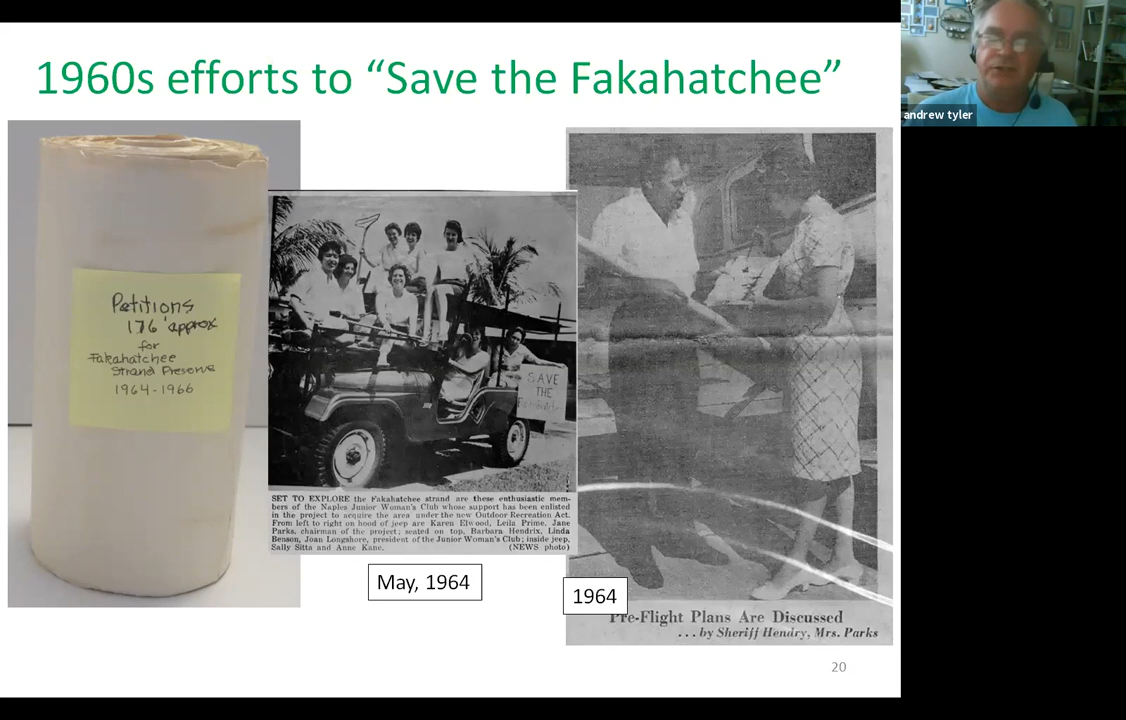 1960s efforts to “Save the Fakahatchee”
andrew tyler
Petitions
176' approx
for
Fakahatchee
Strand Preserve
1964-1966
SAVE
THE
SET TO EXPLORE the Fakahatchee strand are these enthusiastic mem-
bers of the Naples Junior Woman's Club whose support has been enlisted
in the project to acquire the area under the new Outdoor Recreation Act.
From left to right on hood of jeep are Karen Elwood, Leila Prime, Jane
Parks, chairman of the project; seated on top, Barbara Hendrix, Linda
Benson, Joan Longshore, president of the Junior Woman's Club; inside jeep,
Sally Sitta and Anne Kane. (NEWS photo)
May, 1964
1964
Pre-Flight Plans Are Discussed
. . . by Sheriff Hendry, Mrs. Parks
20